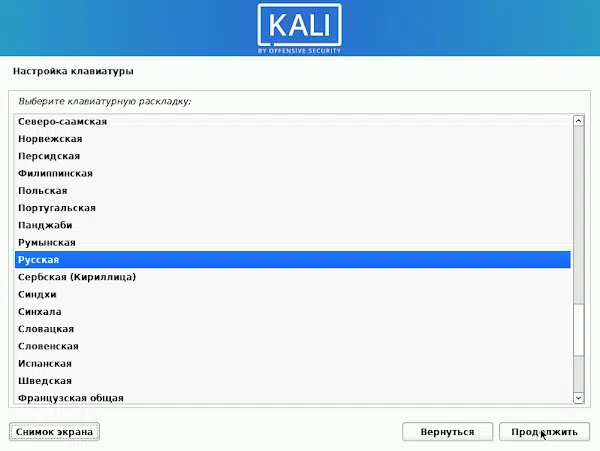 KALI
BY OFFENSIVE SECURITY
Настройка клавиатуры
Выберите клавиатурную раскладку:
Северо-саамская
Норвежская
Персидская
Филиппинская
Польская
Португальская
Панджаби
Румынская
Русская
Сербская (Кириллица)
Синдхи
Синхала
Словацкая
Словенская
Испанская
Шведская
Французская общая
Снимок экрана
Вернуться
Продолжить